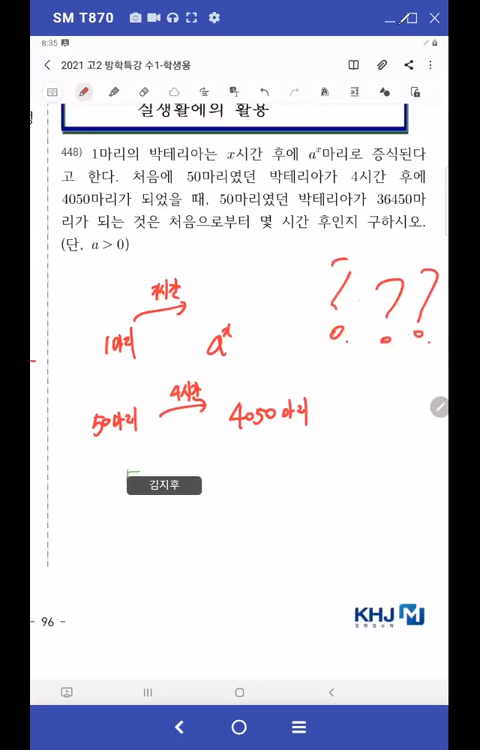 SM T870
8:35
2021 고2 방학특강 수1-학생용
실생활에의 활용
448) 1마리의 박테리아는 x시간 후에 aˣ마리로 증식된다
고 한다. 처음에 50마리였던 박테리아가 4시간 후에
4050마리가 되었을 때, 50마리였던 박테리아가 36450마
리가 되는 것은 처음으로부터 몇 시간 후인지 구하시오.
(단, a > 0)
x시간
1마리 aˣ
? ? ?
4시간
50마리 4050마리
김지후
- 96 -
KHJ M